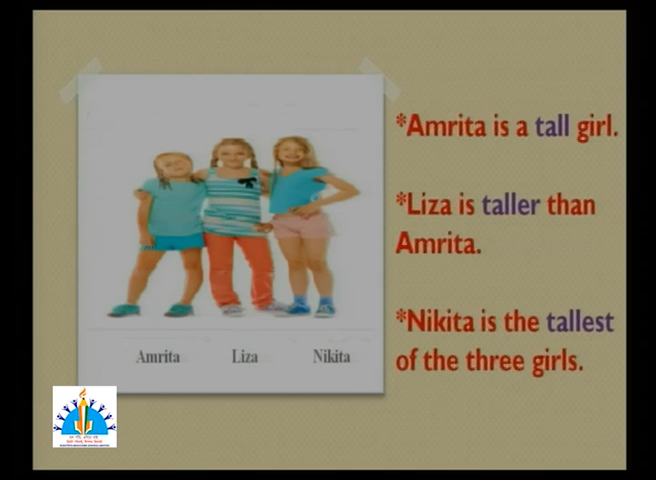 *Amrita is a tall girl.
*Liza is taller than
Amrita.
*Nikita is the tallest
of the three girls.
Amrita Liza Nikita